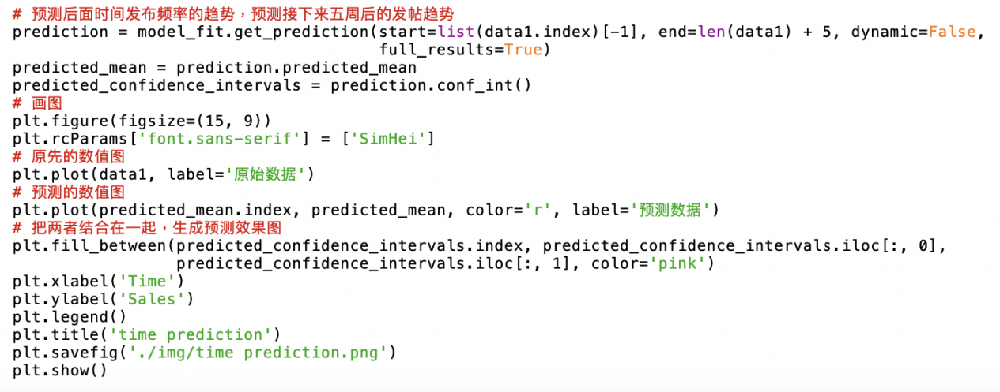 # 预测后面时间发布频率的趋势，预测接下来五周后的发帖趋势
prediction = model_fit.get_prediction(start=list(data1.index)[-1], end=len(data1) + 5, dynamic=False,
                                      full_results=True)
predicted_mean = prediction.predicted_mean
predicted_confidence_intervals = prediction.conf_int()
# 画图
plt.figure(figsize=(15, 9))
plt.rcParams['font.sans-serif'] = ['SimHei']
# 原先的数值图
plt.plot(data1, label='原始数据')
# 预测的数值图
plt.plot(predicted_mean.index, predicted_mean, color='r', label='预测数据')
# 把两者结合在一起，生成预测效果图
plt.fill_between(predicted_confidence_intervals.index, predicted_confidence_intervals.iloc[:, 0],
                 predicted_confidence_intervals.iloc[:, 1], color='pink')
plt.xlabel('Time')
plt.ylabel('Sales')
plt.legend()
plt.title('time prediction')
plt.savefig('./img/time prediction.png')
plt.show()